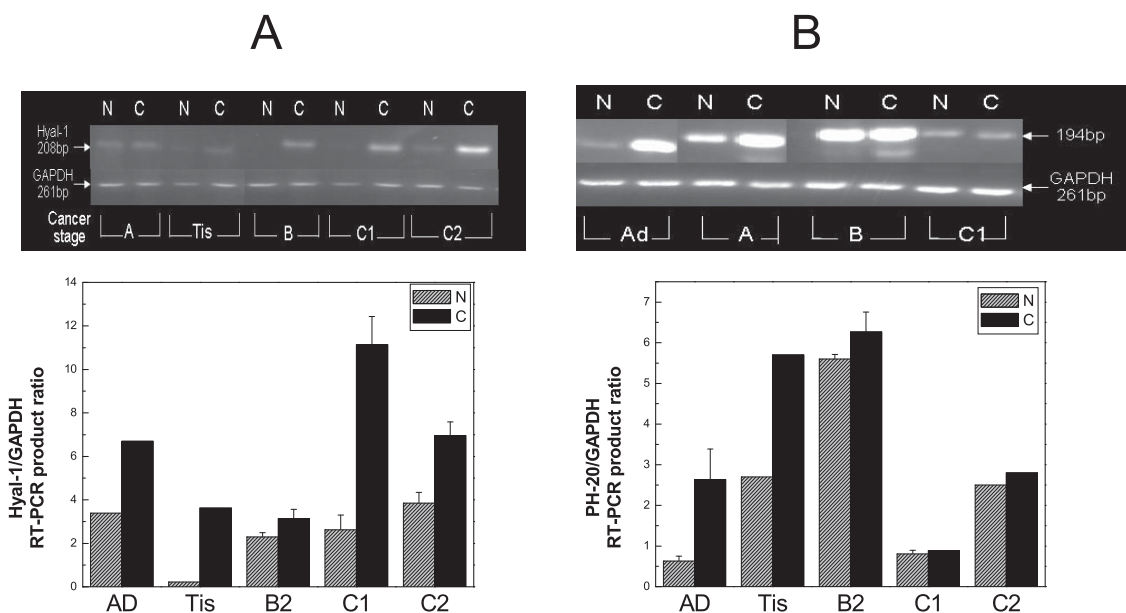 A
B
N C N C N C N C N C
Hyal-1
208bp
GAPDH
261bp
Cancer
stage
A Tis B C1 C2
N C N C N C N C
194bp
GAPDH
261bp
Ad A B C1
14
12
10
8
6
4
2
0
Hyal-1/GAPDH
RT-PCR product ratio
N
C
AD Tis B2 C1 C2
7
6
5
4
3
2
1
0
PH-20/GAPDH
RT-PCR product ratio
N
C
AD Tis B2 C1 C2